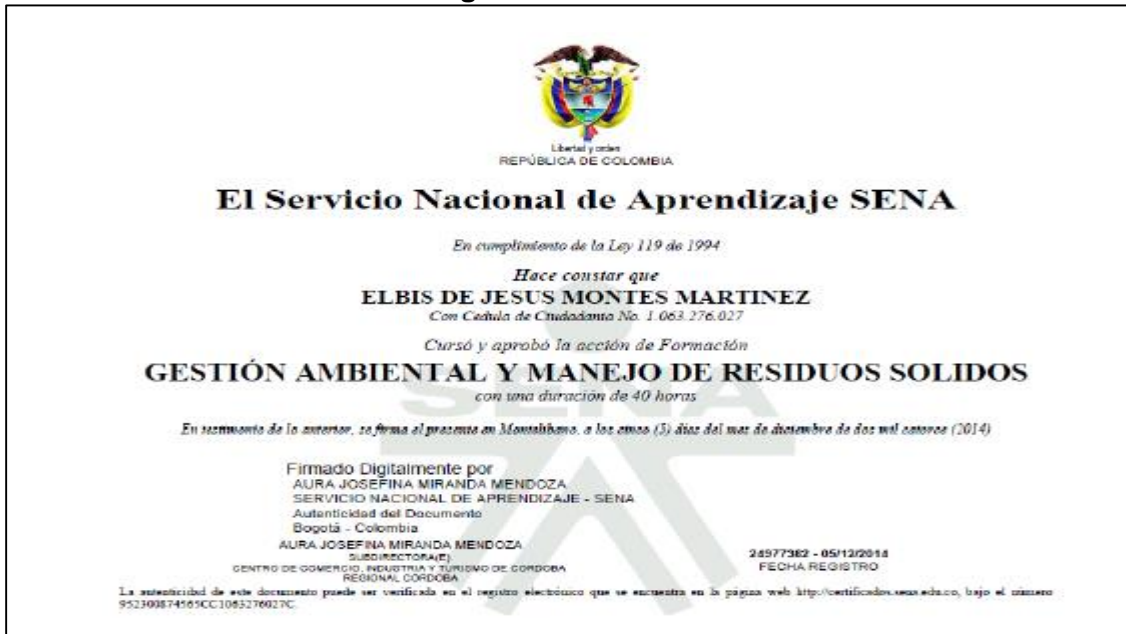 Libertad y orden
REPÚBLICA DE COLOMBIA
El Servicio Nacional de Aprendizaje SENA
En cumplimiento de la Ley 119 de 1994
Hace constar que
ELBIS DE JESUS MONTES MARTINEZ
Con Cedula de Ciudadania No. 1.063.276.027
Cursó y aprobó la acción de Formación
GESTIÓN AMBIENTAL Y MANEJO DE RESIDUOS SOLIDOS
con una duración de 40 horas
SENA
En testimonio de lo anterior, se firma el presente en Montelíbano, a los cinco (5) días del mes de diciembre de dos mil catorce (2014)
Firmado Digitalmente por
AURA JOSEFINA MIRANDA MENDOZA
SERVICIO NACIONAL DE APRENDIZAJE - SENA
Autenticidad del Documento
Bogotá - Colombia
AURA JOSEFINA MIRANDA MENDOZA
SUBDIRECTORA(E)
CENTRO DE COMERCIO, INDUSTRIA Y TURISMO DE CORDOBA
REGIONAL CORDOBA
24977382 - 05/12/2014
FECHA REGISTRO
La autenticidad de este documento puede ser verificada en el registro electrónico que se encuentra en la página web http://certificados.sena.edu.co, bajo el número
952300874565CC1063276027C.